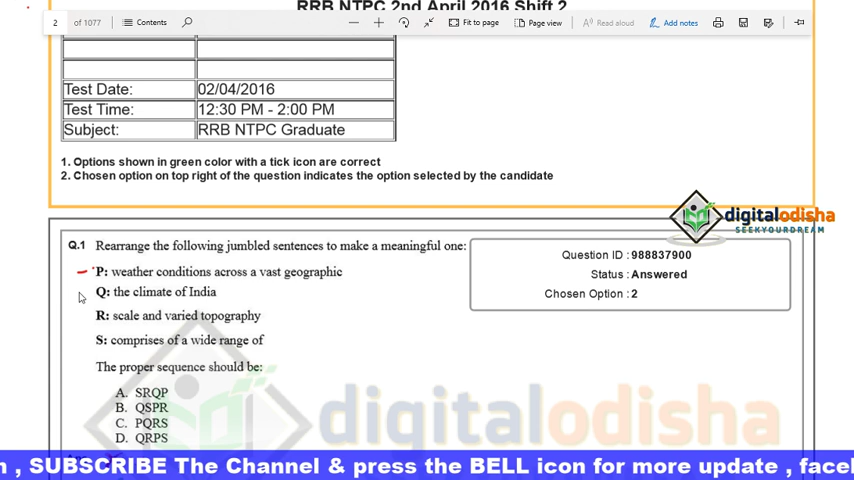 RRB NTPC 2nd April 2016 Shift 2
2 of 1077 Contents Fit to page Page view Read aloud Add notes
Test Date: 02/04/2016
Test Time: 12:30 PM - 2:00 PM
Subject: RRB NTPC Graduate
1. Options shown in green color with a tick icon are correct
2. Chosen option on top right of the question indicates the option selected by the candidate
digitalodisha
SEEKYOURDREAM
Q.1 Rearrange the following jumbled sentences to make a meaningful one:
P: weather conditions across a vast geographic
Q: the climate of India
R: scale and varied topography
S: comprises of a wide range of
The proper sequence should be:
A. SRQP
B. QSPR
C. PQRS
D. QRPS
Question ID : 988837900
Status : Answered
Chosen Option : 2
digitalodisha
, SUBSCRIBE The Channel & press the BELL icon for more update ,